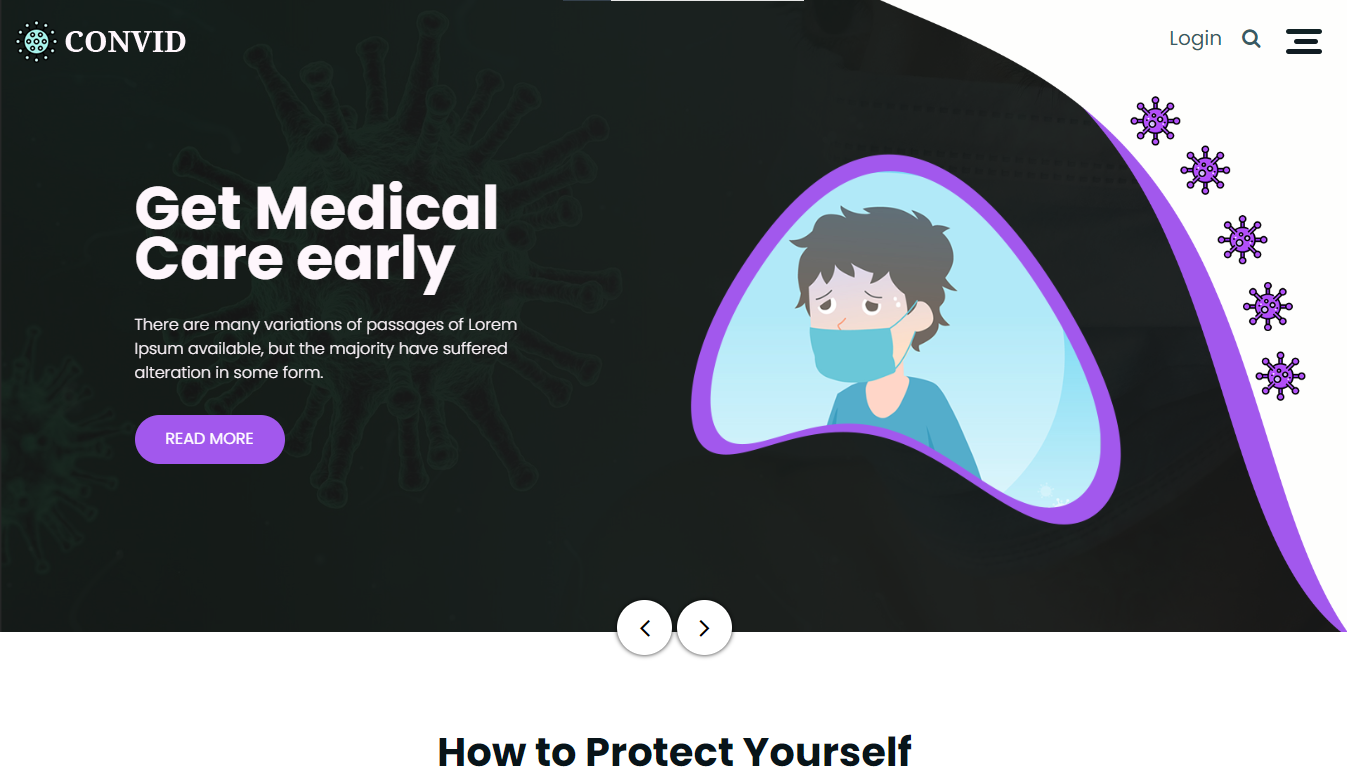 CONVID
Login
Get Medical
Care early
There are many variations of passages of Lorem
Ipsum available, but the majority have suffered
alteration in some form.
READ MORE
How to Protect Yourself